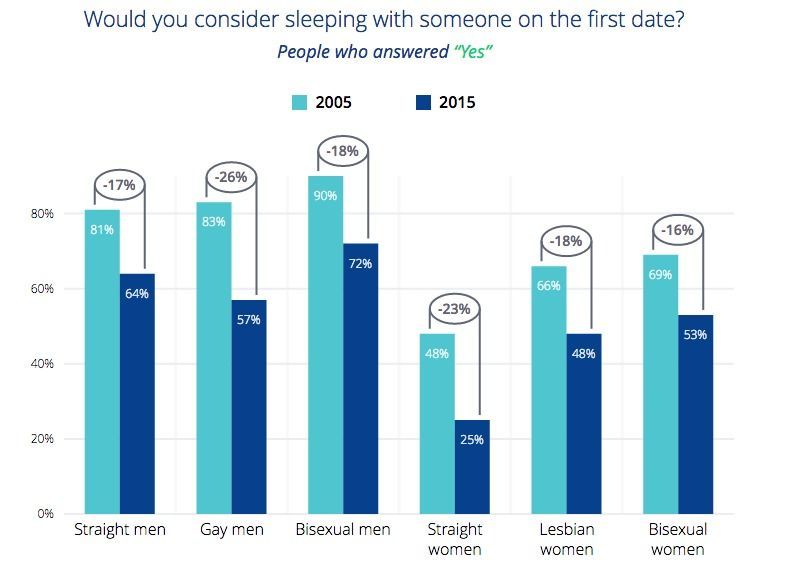 Would you consider sleeping with someone on the first date?
People who answered “Yes”
2005 2015
-17% -26% -18% -23% -18% -16%
81% 64% 83% 57% 90% 72% 48% 25% 66% 48% 69% 53%
80%
60%
40%
20%
0%
Straight men Gay men Bisexual men Straight women Lesbian women Bisexual women